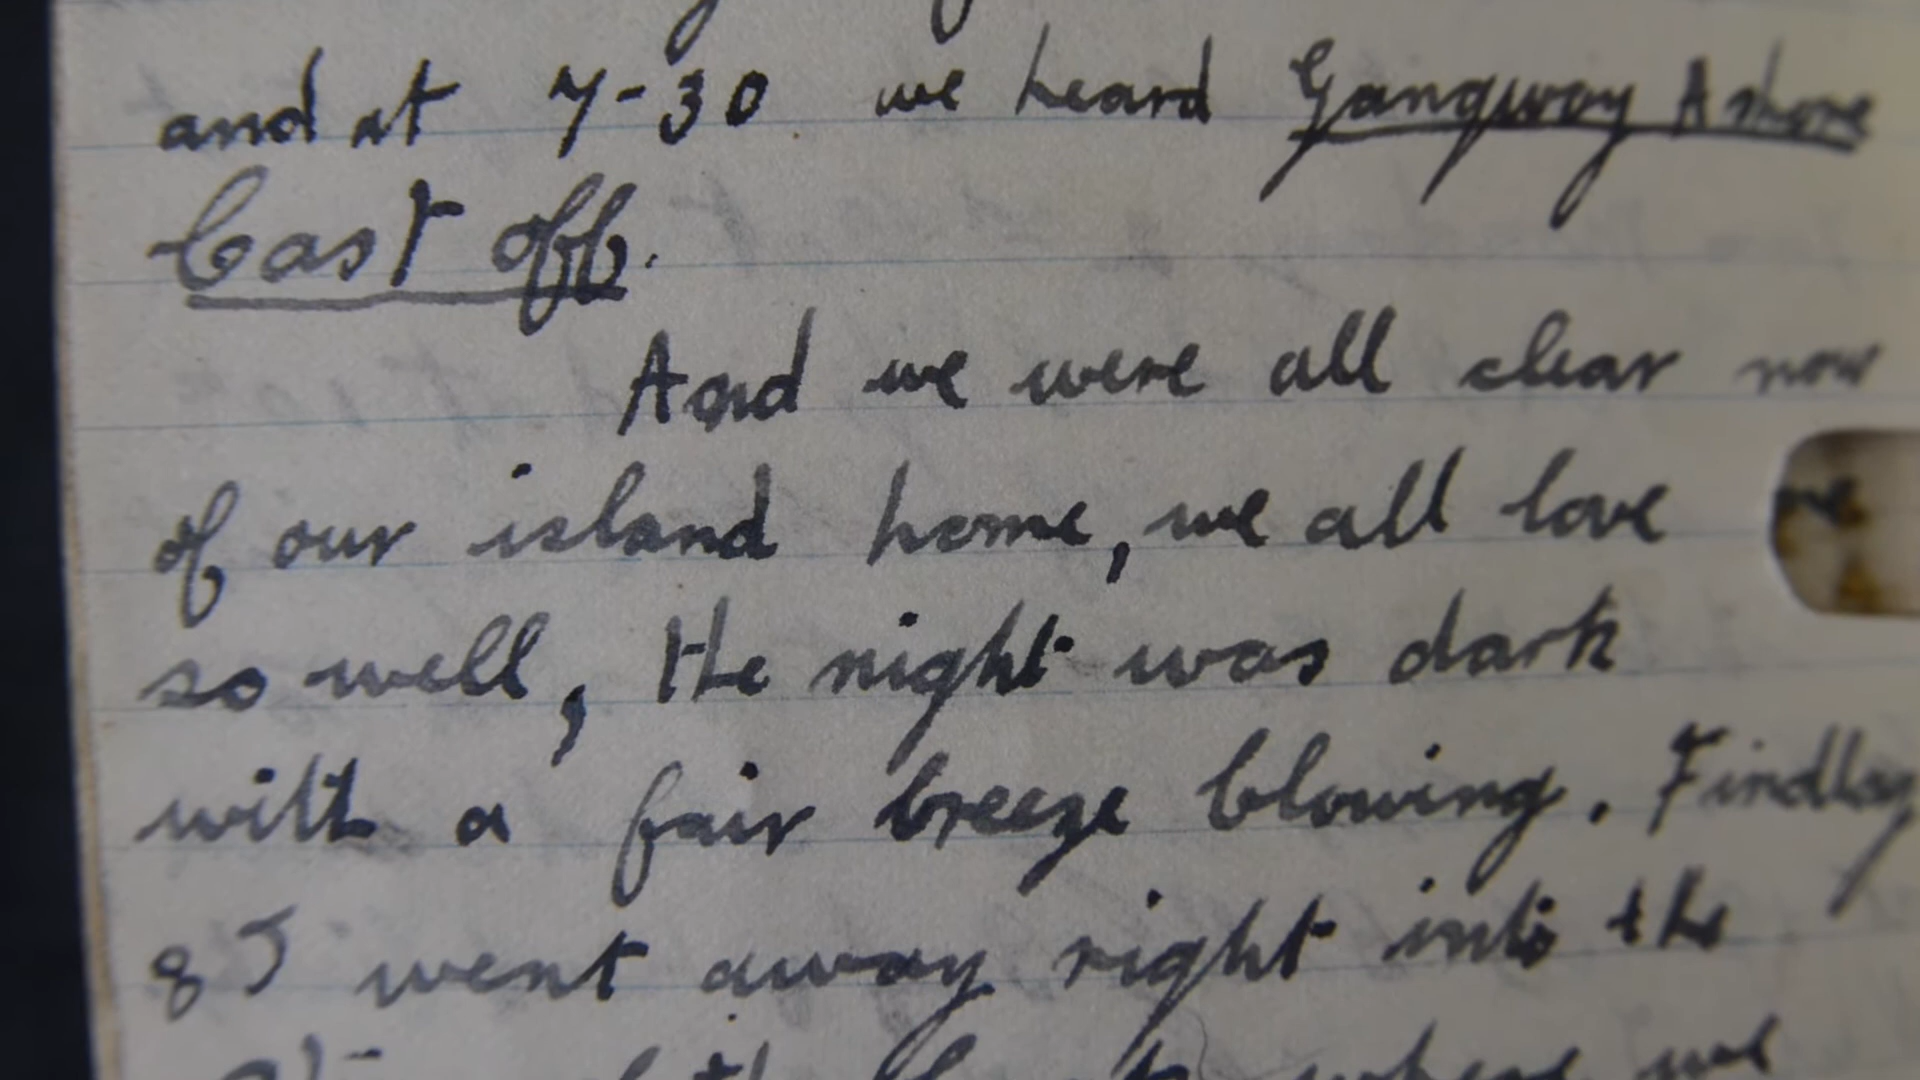 and at 7-30 we heard Gangway Ashore
Cast off.
And we were all clear now
of our island home, we all love
so well, the night was dark
with a fair breeze blowing. Findlay
& I went away right into the
where we